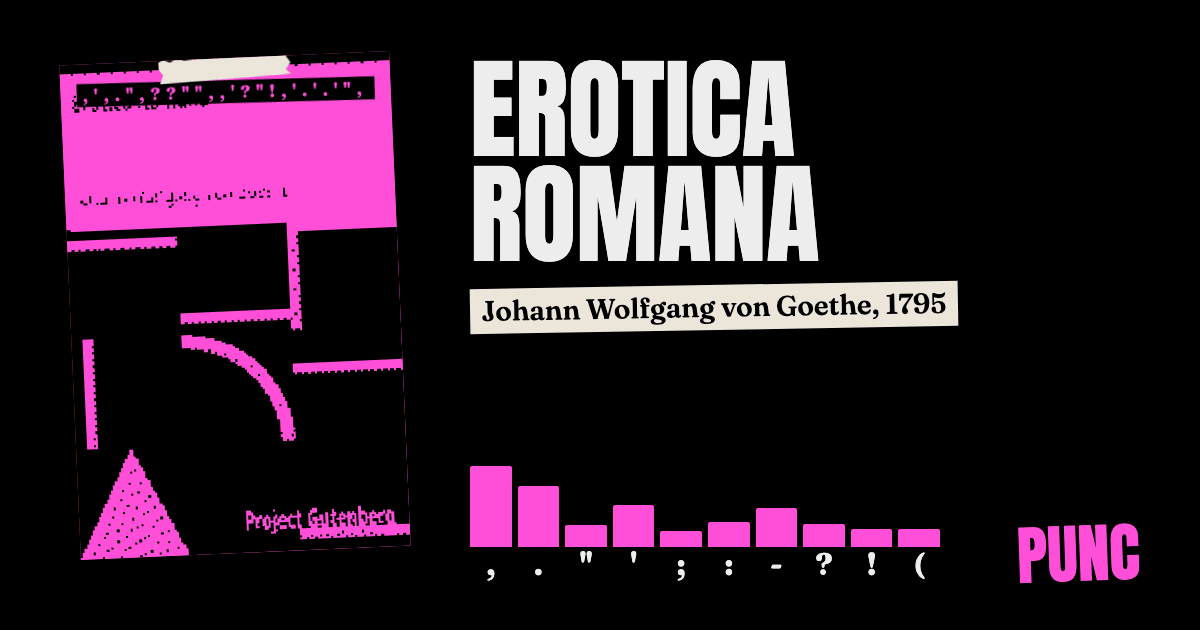 ,',.",??"",,'?"!,'.'.'",
Project Gutenberg
EROTICA
ROMANA
Johann Wolfgang von Goethe, 1795
, . " ' ; : - ? ! (
PUNC